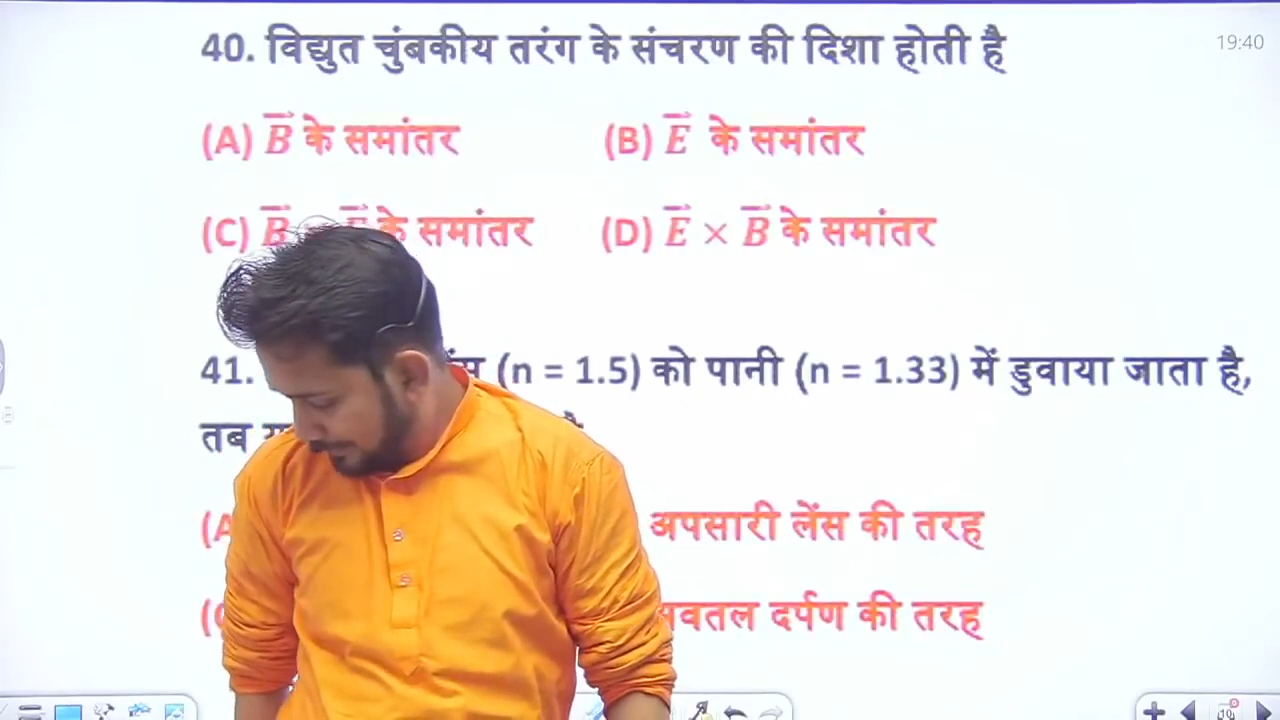 19:40
40. विद्युत चुंबकीय तरंग के संचरण की दिशा होती है
(A) B⃗ के समांतर (B) E⃗ के समांतर
(C) B⃗ के समांतर (D) E⃗ × B⃗ के समांतर
41. (n = 1.5) को पानी (n = 1.33) में डुवाया जाता है,
तब
अपसारी लेंस की तरह
दर्पण की तरह